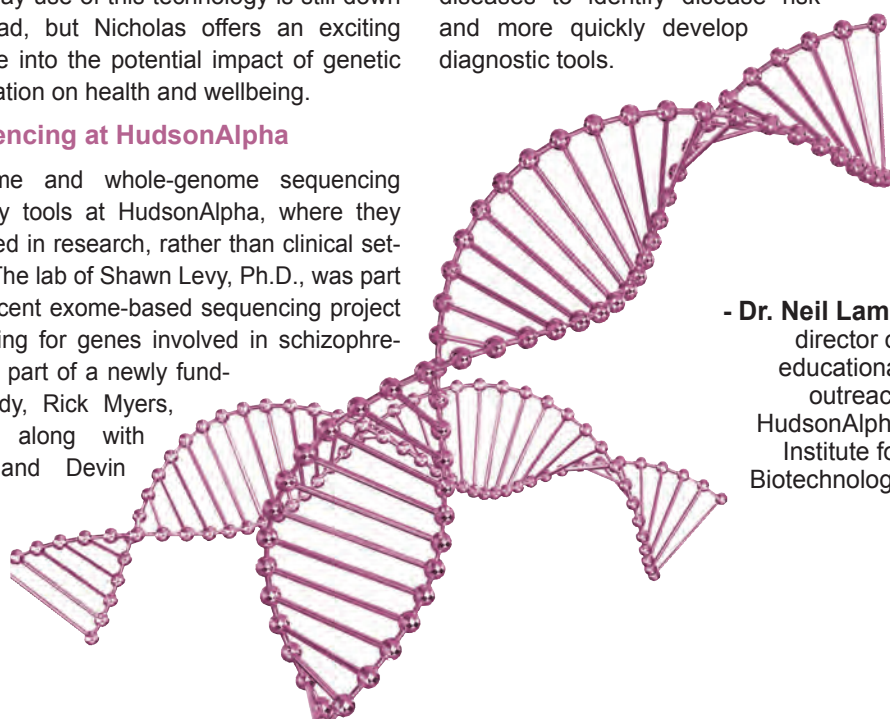 ay use of this technology is still down
ad, but Nicholas offers an exciting
e into the potential impact of genetic
ation on health and wellbeing.
encing at HudsonAlpha
me and whole-genome sequencing
y tools at HudsonAlpha, where they
ed in research, rather than clinical set-
The lab of Shawn Levy, Ph.D., was part
cent exome-based sequencing project
ing for genes involved in schizophre-
part of a newly fund-
dy, Rick Myers,
along with
and Devin
diseases to identify disease risk
and more quickly develop
diagnostic tools.
- Dr. Neil Lam
director o
educationa
outreac
HudsonAlph
Institute fo
Biotechnolog